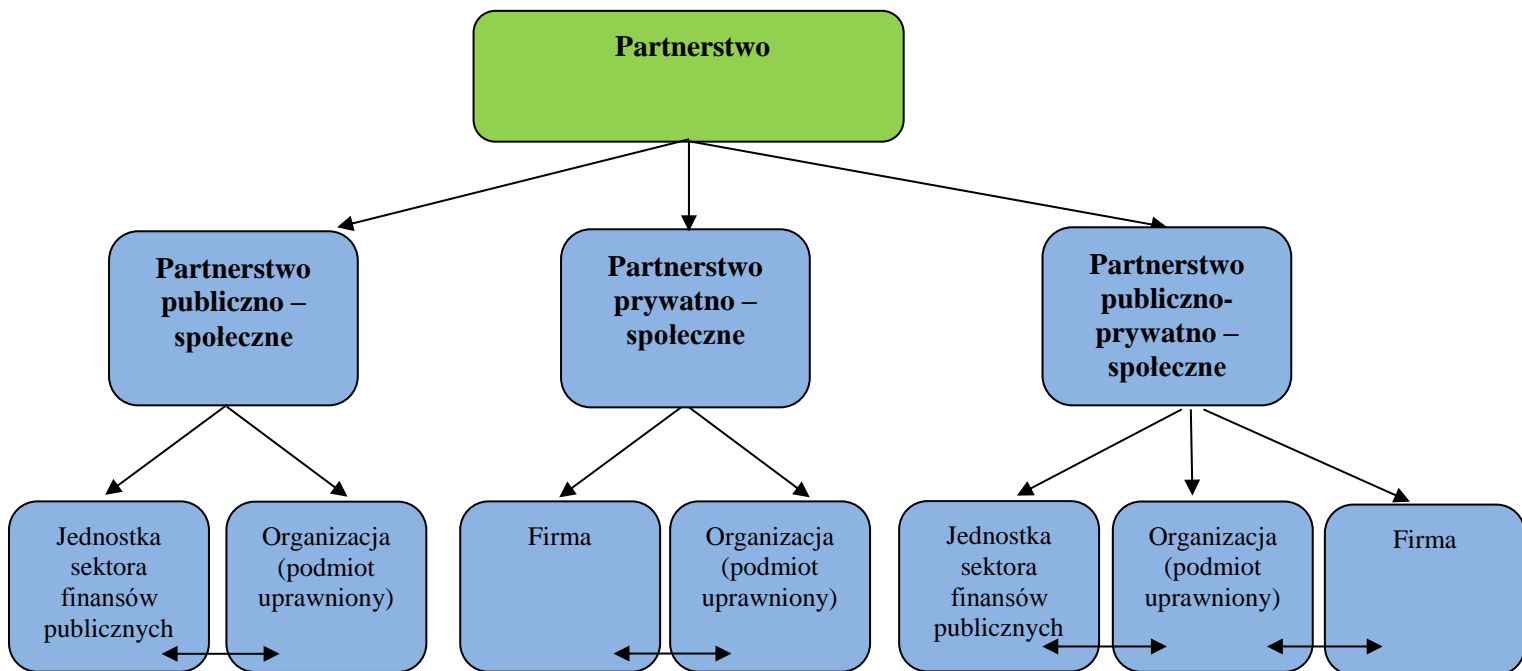 Partnerstwo
Partnerstwo
publiczno –
społeczne
Partnerstwo
prywatno –
społeczne
Partnerstwo
publiczno-
prywatno –
społeczne
Jednostka
sektora
finansów
publicznych
Organizacja
(podmiot
uprawniony)
Firma
Organizacja
(podmiot
uprawniony)
Jednostka
sektora
finansów
publicznych
Organizacja
(podmiot
uprawniony)
Firma